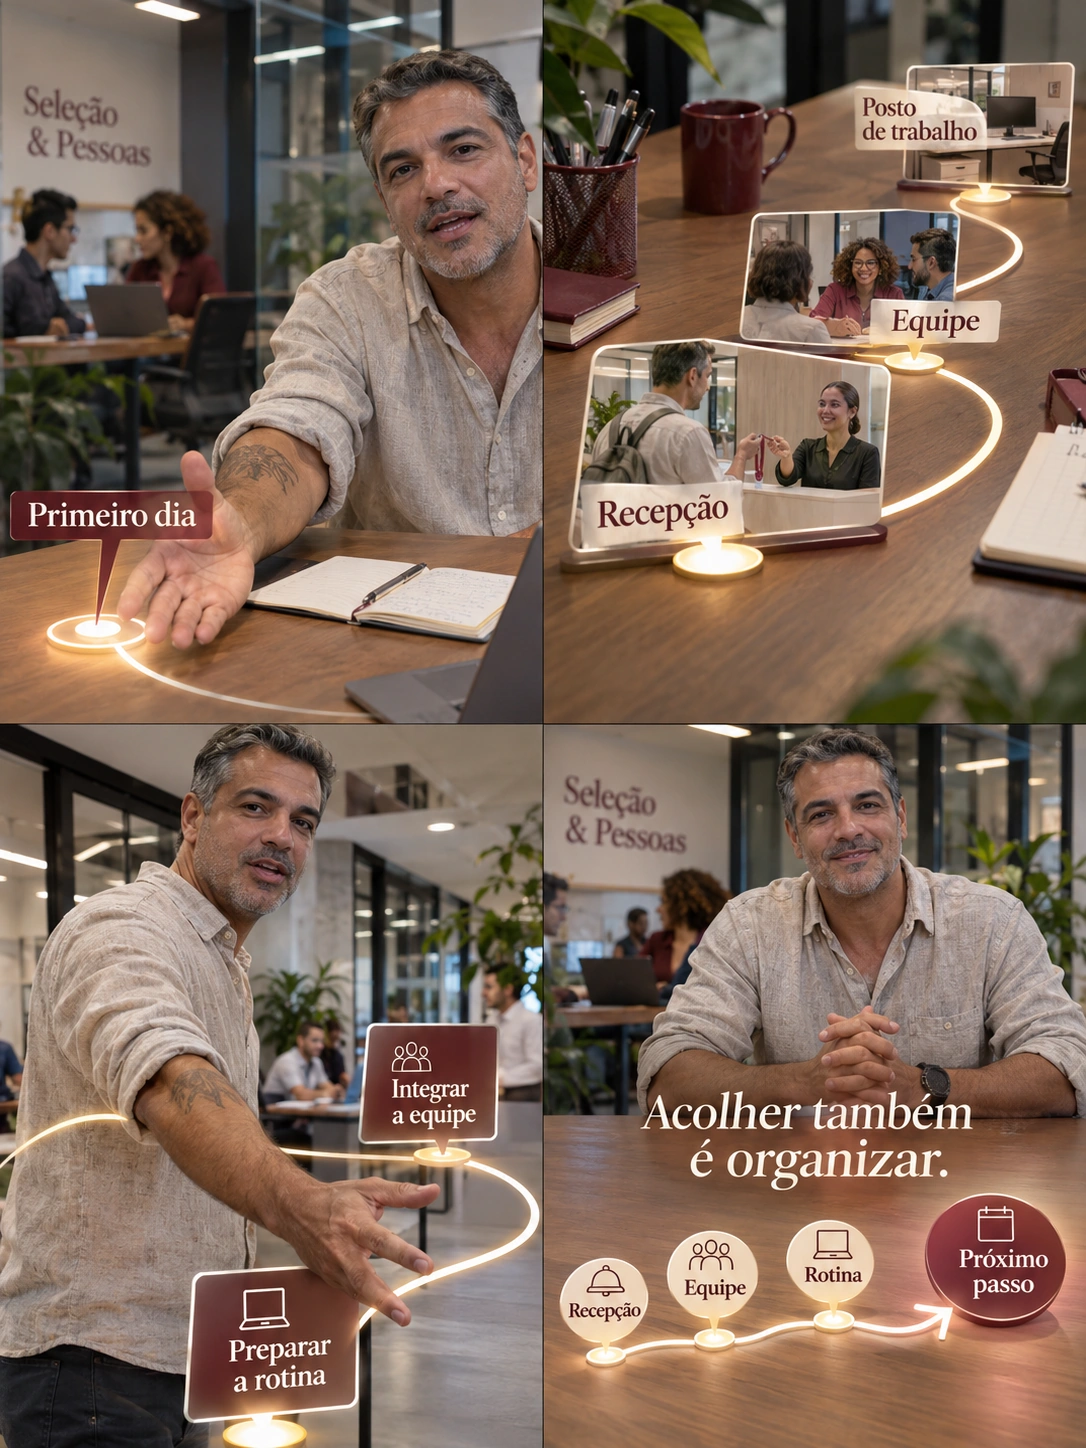 Seleção
& Pessoas
Primeiro dia
Posto
de trabalho
Equipe
Recepção
Integrar
a equipe
Preparar
a rotina
Seleção
& Pessoas
Acolher também
é organizar.
Recepção
Equipe
Rotina
Próximo
passo